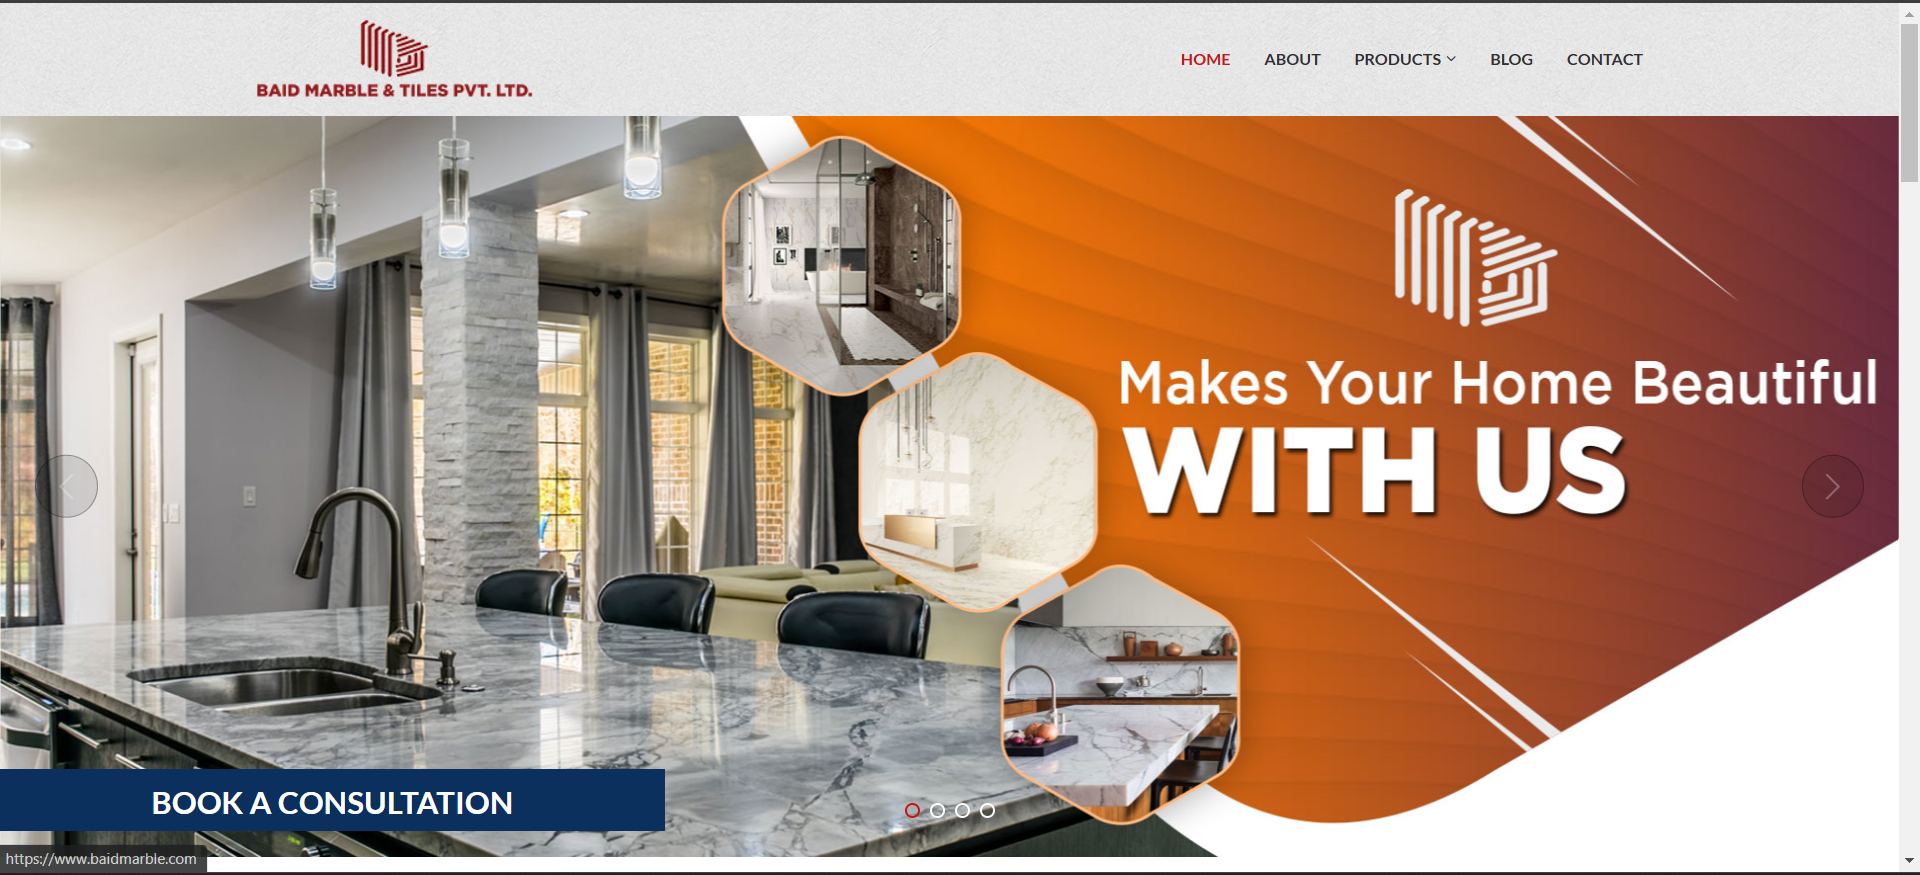 BAID MARBLE & TILES PVT. LTD.
HOME ABOUT PRODUCTS BLOG CONTACT
Makes Your Home Beautiful
WITH US
BOOK A CONSULTATION
https://www.baidmarble.com